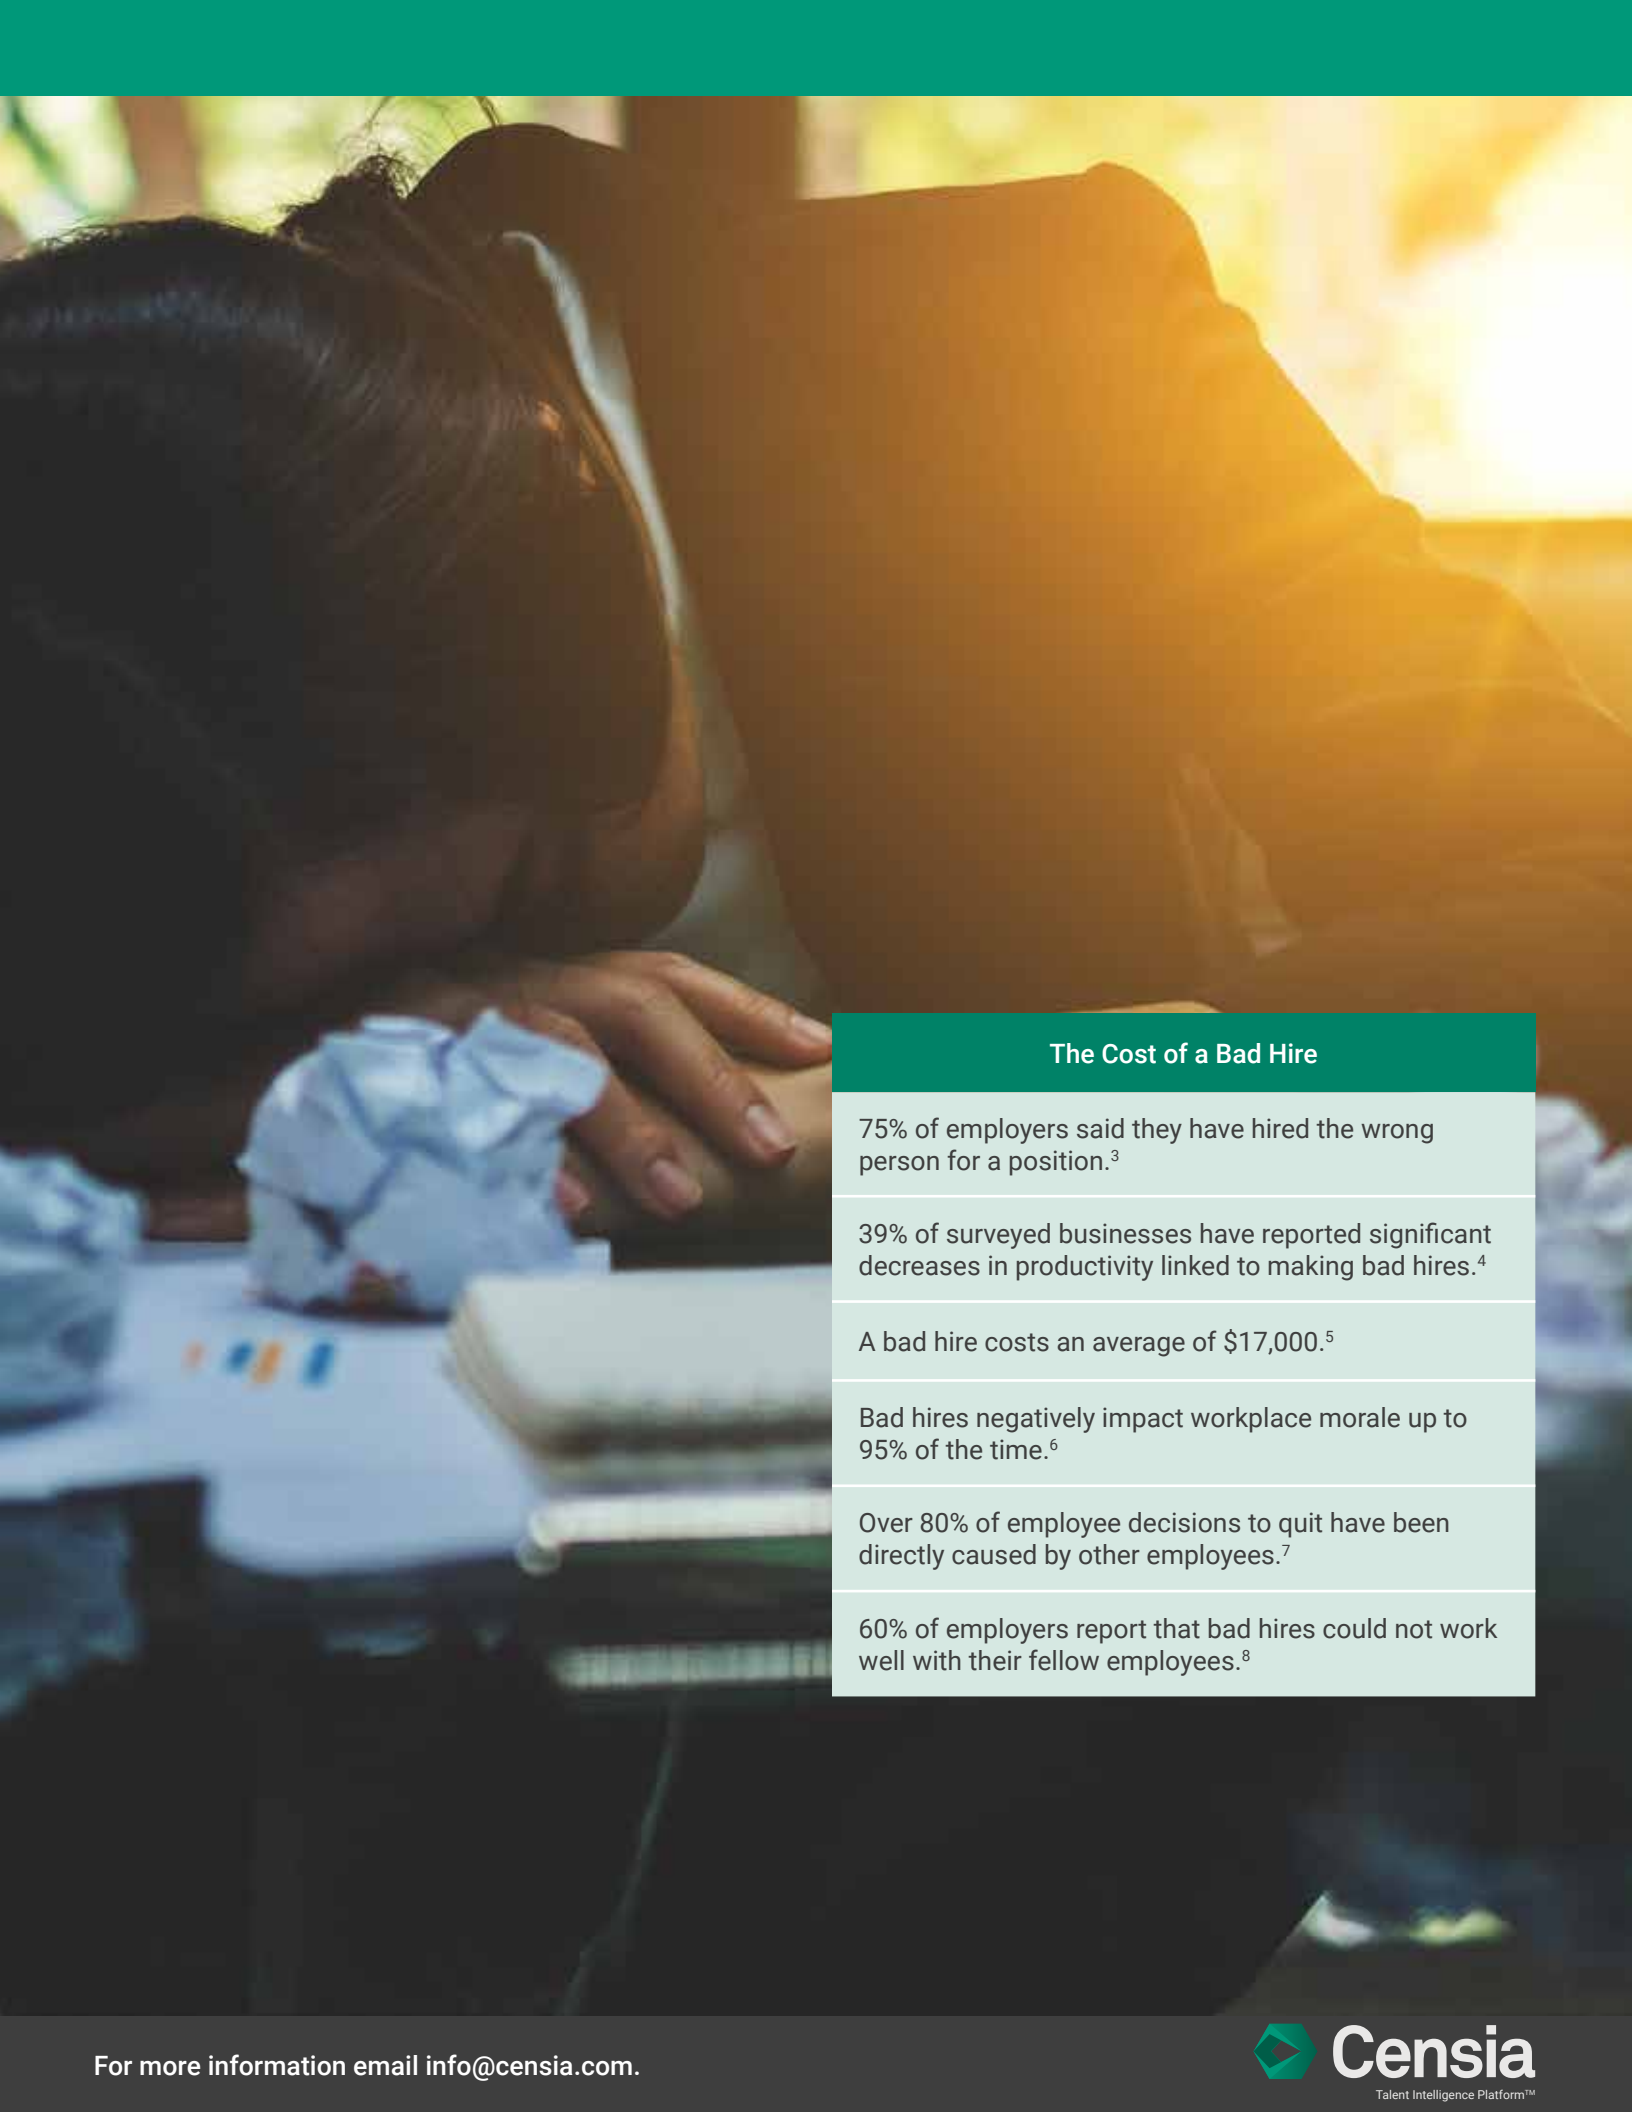 The Cost of a Bad Hire
75% of employers said they have hired the wrong
person for a position.3
39% of surveyed businesses have reported significant
decreases in productivity linked to making bad hires.4
A bad hire costs an average of $17,000.5
Bad hires negatively impact workplace morale up to
95% of the time.6
Over 80% of employee decisions to quit have been
directly caused by other employees.7
60% of employers report that bad hires could not work
well with their fellow employees.8
For more information email info@censia.com.
Censia
Talent Intelligence Platform™